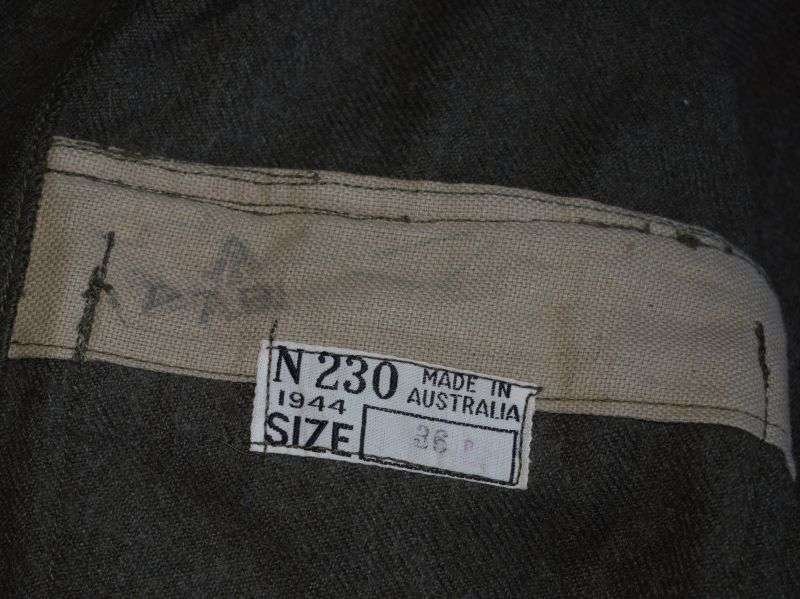 N 230
1944
MADE IN
AUSTRALIA
SIZE
36